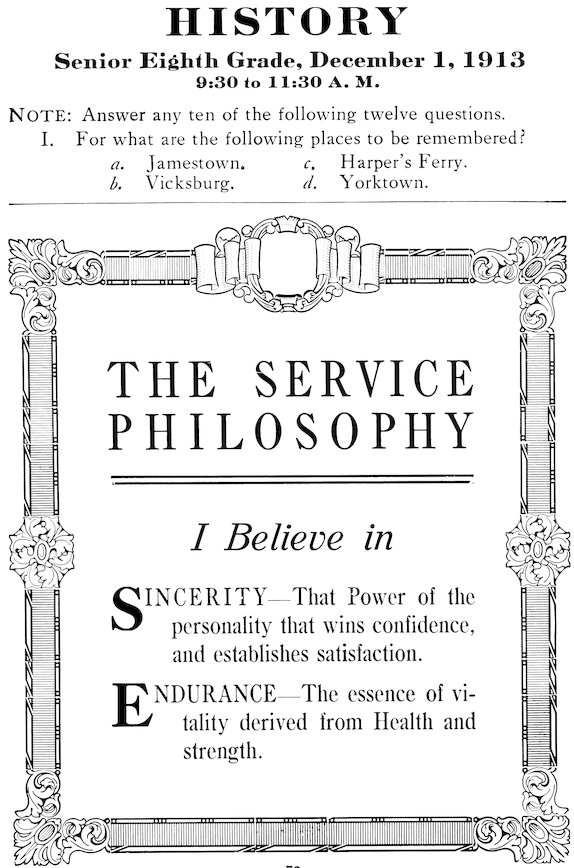 HISTORY
Senior Eighth Grade, December 1, 1913
9:30 to 11:30 A. M.
NOTE: Answer any ten of the following twelve questions.
I. For what are the following places to be remembered?
a. Jamestown. c. Harper's Ferry.
b. Vicksburg. d. Yorktown.
THE SERVICE
PHILOSOPHY
I Believe in
SINCERITY—That Power of the
personality that wins confidence,
and establishes satisfaction.
ENDURANCE—The essence of vi-
tality derived from Health and
strength.